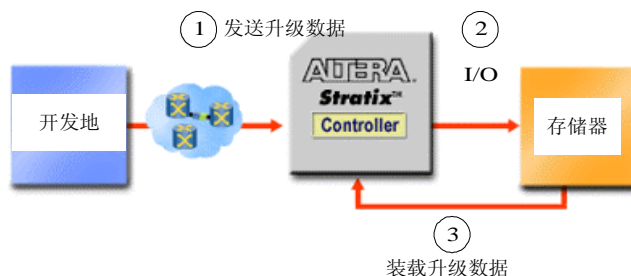 ① 发送升级数据
②
I/O
ALTERA.
Stratix™
Controller
开发地
存储器
③
装载升级数据